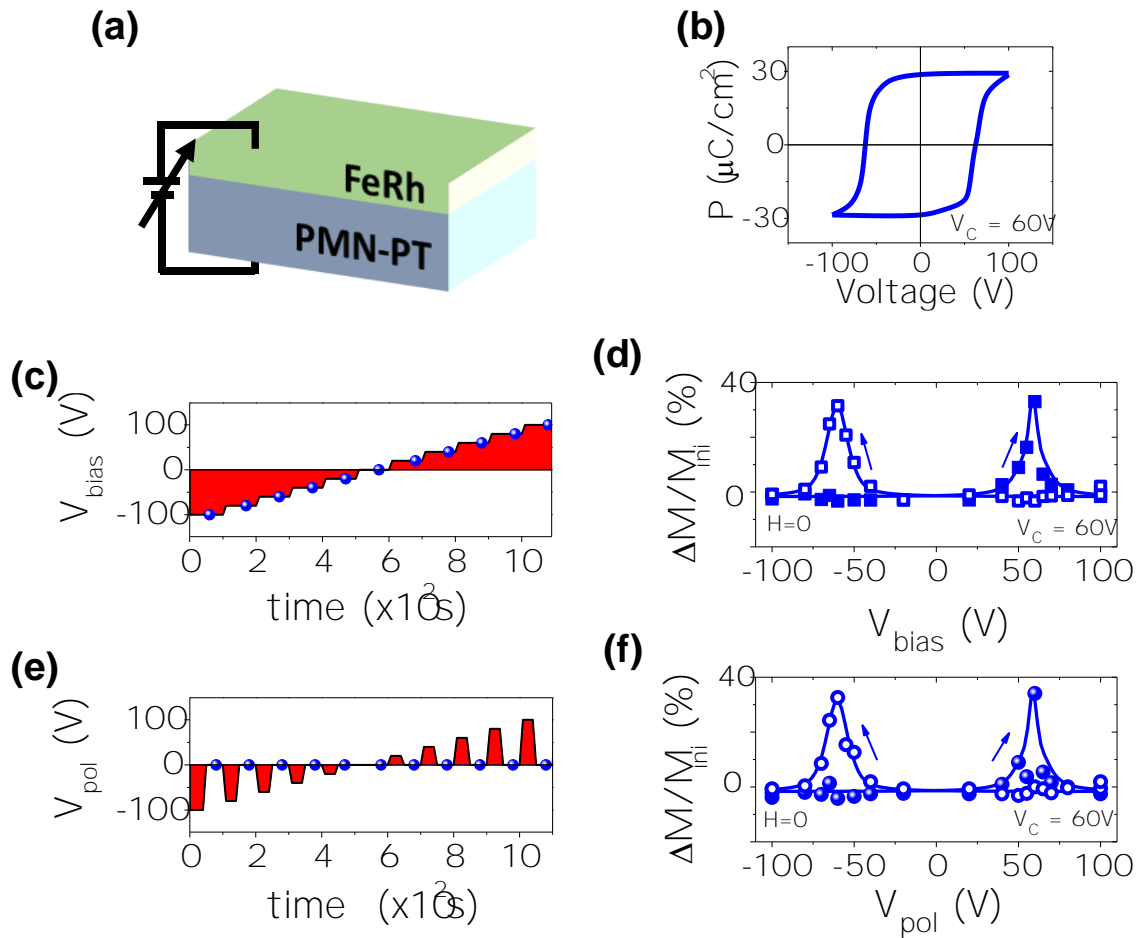 (a)
FeRh
PMN-PT
(b)
30
0
-30
P (μC/cm²)
V_C = 60V
-100 0 100
Voltage (V)
(c)
V_bias (V)
100
0
-100
0 2 4 6 8 10
time (x10²s)
(d)
ΔM/M_ini (%)
40
0
H=0
V_C = 60V
-100 -50 0 50 100
V_bias (V)
(e)
V_pol (V)
100
0
-100
0 2 4 6 8 10
time (x10²s)
(f)
ΔM/M_ini (%)
40
0
H=0
V_C = 60V
-100 -50 0 50 100
V_pol (V)